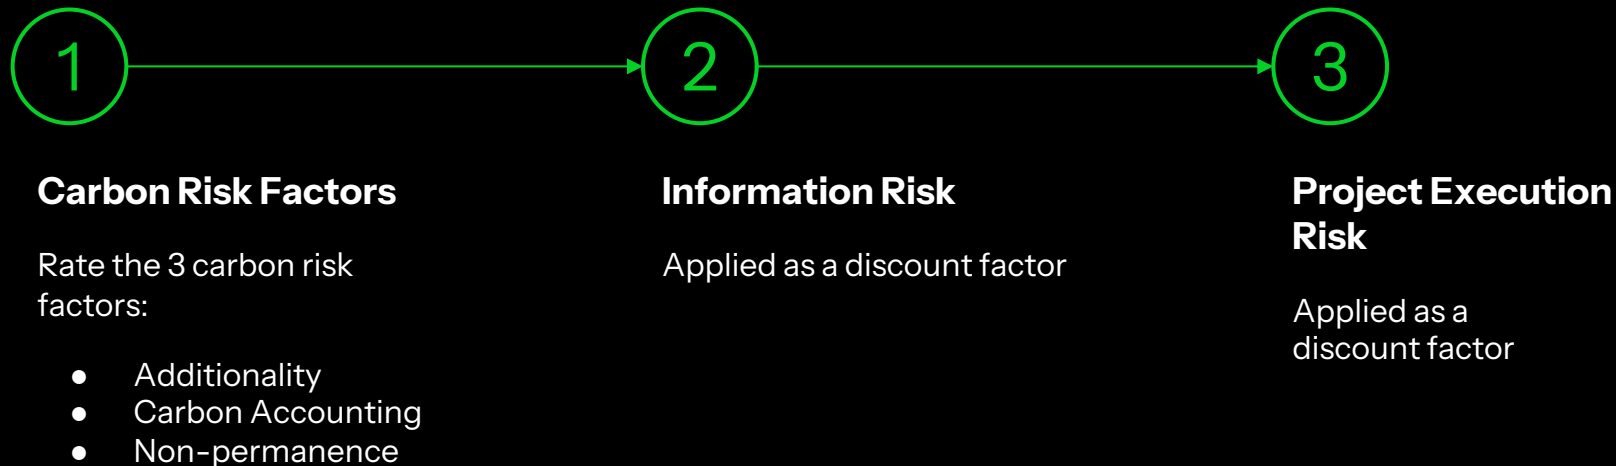 1
2
3
Carbon Risk Factors
Rate the 3 carbon risk
factors:
● Additionality
● Carbon Accounting
● Non-permanence
Information Risk
Applied as a discount factor
Project Execution
Risk
Applied as a
discount factor